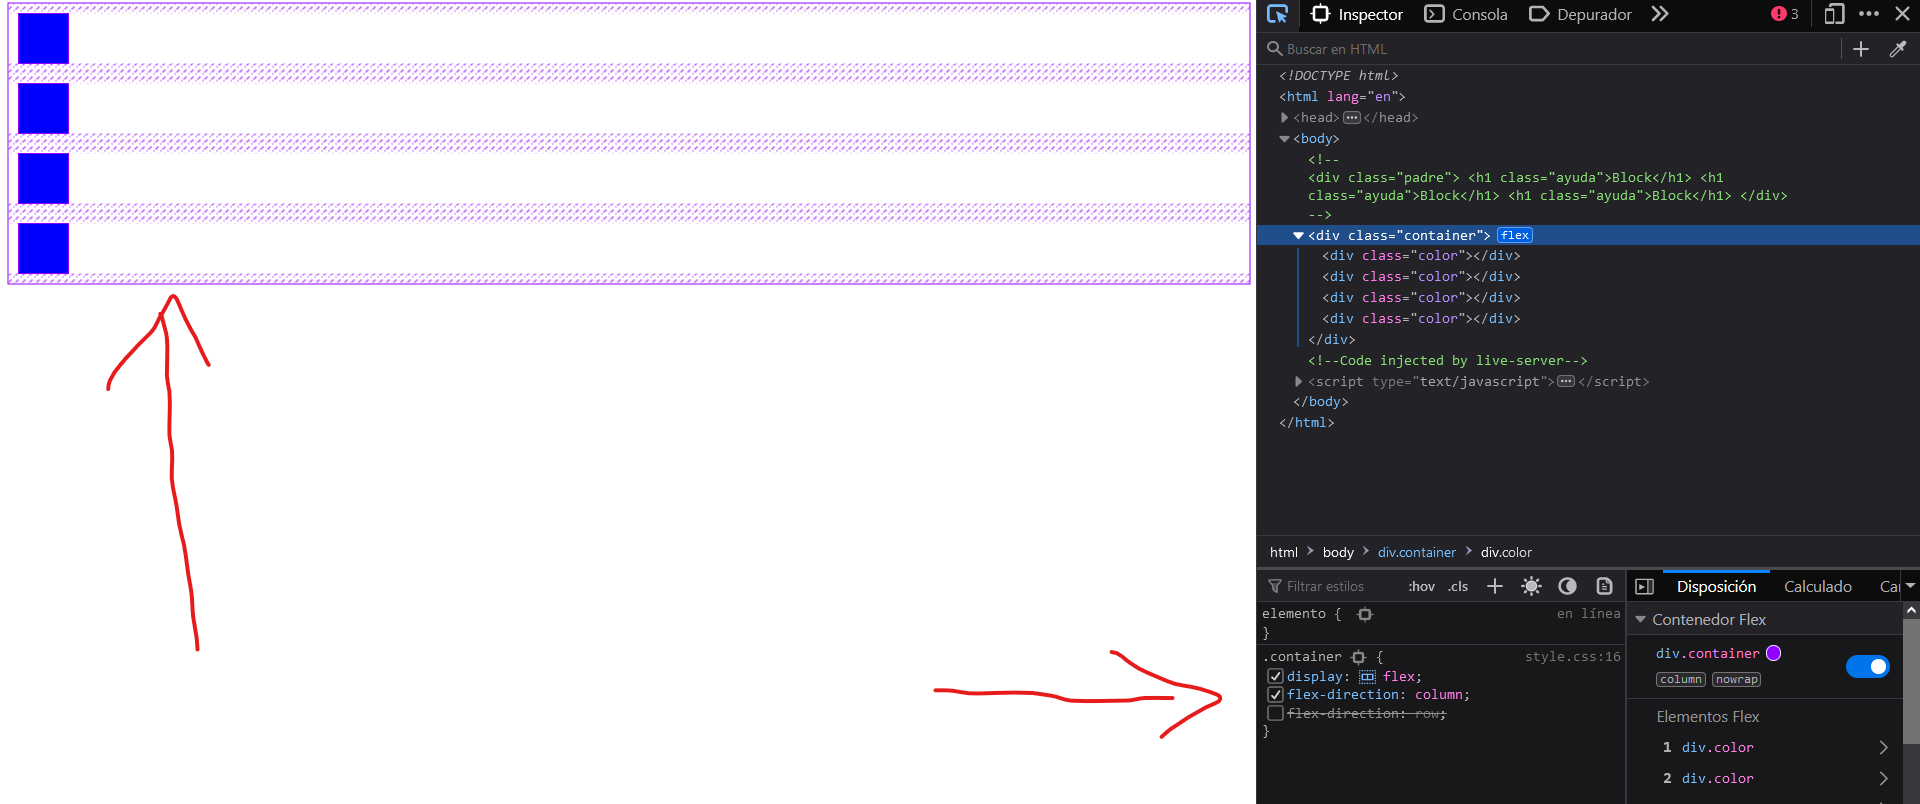 Inspector Consola Depurador 3
Buscar en HTML
<!DOCTYPE html>
<html lang="en">
<head></head>
<body>
<!--
<div class="padre"> <h1 class="ayuda">Block</h1> <h1
class="ayuda">Block</h1> <h1 class="ayuda">Block</h1> </div>
-->
<div class="container"> flex
<div class="color"></div>
<div class="color"></div>
<div class="color"></div>
<div class="color"></div>
</div>
<!--Code injected by live-server-->
<script type="text/javascript"></script>
</body>
</html>
html > body > div.container > div.color
Filtrar estilos :hov .cls
elemento { en línea
}
.container { style.css:16
display: flex;
flex-direction: column;
flex-direction: row;
}
Disposición Calculado
Contenedor Flex
div.container
column nowrap
Elementos Flex
1 div.color
2 div.color